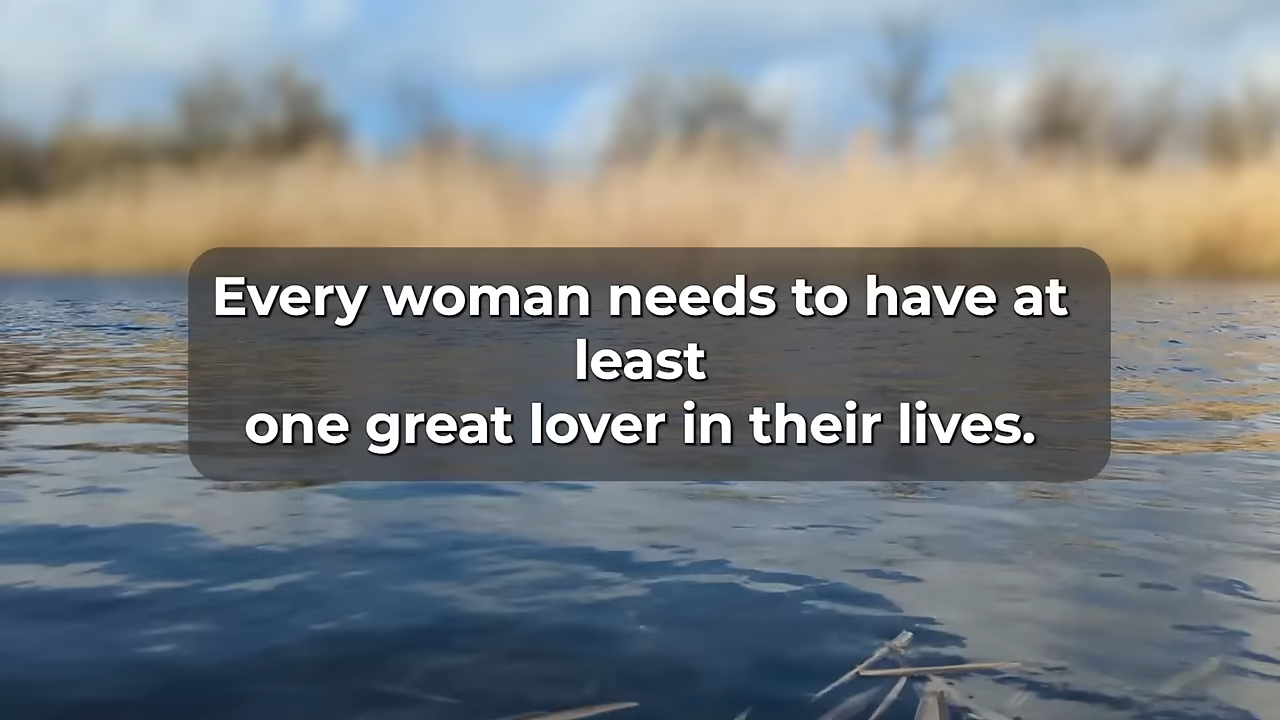 Every woman needs to have at
least
one great lover in their lives.